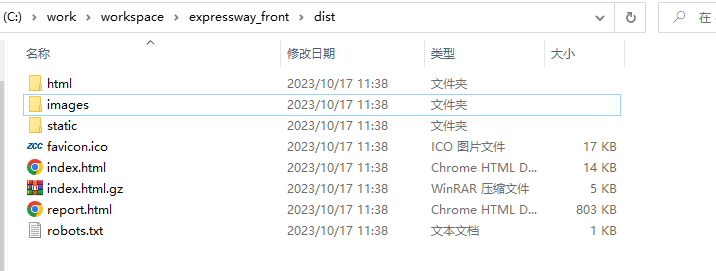 (C:) › work › workspace › expressway_front › dist
在
名称 修改日期 类型 大小
html 2023/10/17 11:38 文件夹
images 2023/10/17 11:38 文件夹
static 2023/10/17 11:38 文件夹
zcc favicon.ico 2023/10/17 11:38 ICO 图片文件 17 KB
index.html 2023/10/17 11:38 Chrome HTML D... 14 KB
index.html.gz 2023/10/17 11:38 WinRAR 压缩文件 5 KB
report.html 2023/10/17 11:38 Chrome HTML D... 803 KB
robots.txt 2023/10/17 11:38 文本文档 1 KB